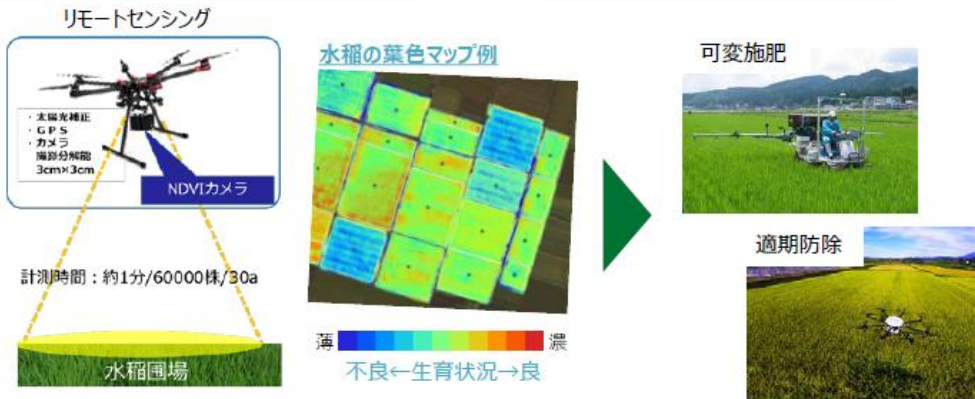 リモートセンシング
・太陽光補正
・GPS
・カメラ
撮影分解能
3cm×3cm
NDVIカメラ
計測時間：約1分/60000株/30a
水稲圃場
水稲の葉色マップ例
薄 濃
不良←生育状況→良
可変施肥
適期防除